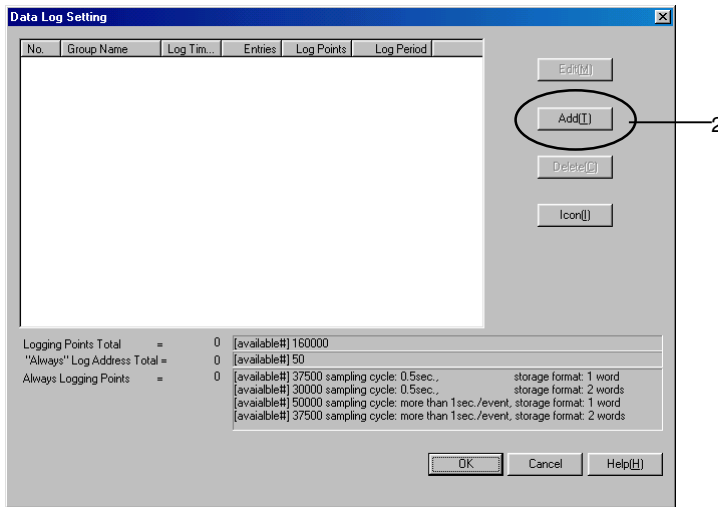 Data Log Setting
No. Group Name Log Tim... Entries Log Points Log Period
Edit(M)
Add(T)
2
Delete(C)
Icon(I)
Logging Points Total = 0 [available#] 160000
"Always" Log Address Total = 0 [available#] 50
Always Logging Points = 0 [available#] 37500 sampling cycle: 0.5sec., storage format: 1 word
[avaialble#] 30000 sampling cycle: 0.5sec., storage format: 2 words
[avaialble#] 50000 sampling cycle: more than 1sec./event, storage format: 1 word
[avaialble#] 37500 sampling cycle: more than 1sec./event, storage format: 2 words
OK Cancel Help(H)